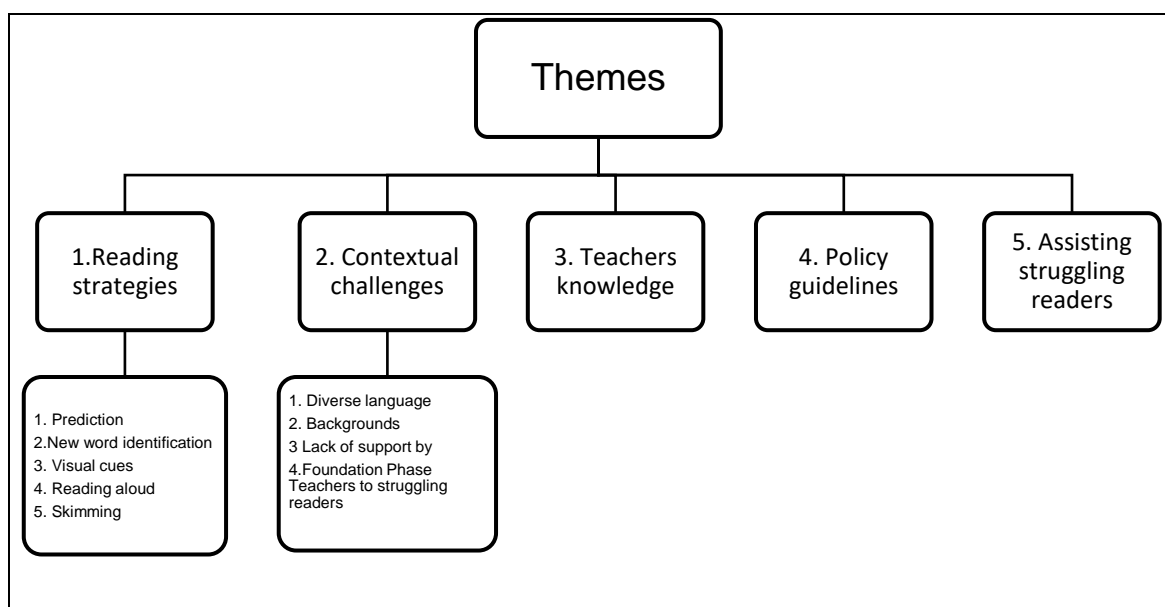 Themes
1.Reading
strategies
2. Contextual
challenges
3. Teachers
knowledge
4. Policy
guidelines
5. Assisting
struggling
readers
1. Prediction
2.New word identification
3. Visual cues
4. Reading aloud
5. Skimming
1. Diverse language
2. Backgrounds
3 Lack of support by
4.Foundation Phase
Teachers to struggling
readers